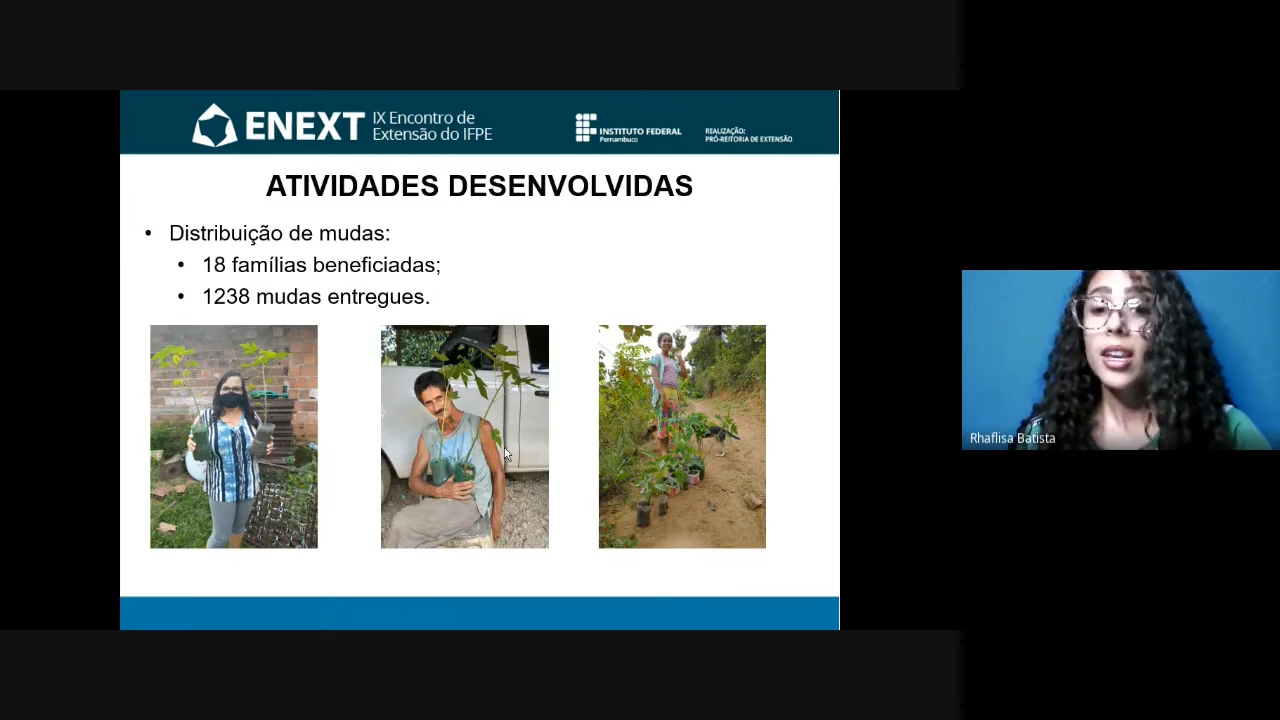 ENEXT
IX Encontro de
Extensão do IFPE
INSTITUTO FEDERAL
Pernambuco
REALIZAÇÃO:
PRÓ-REITORIA DE EXTENSÃO
ATIVIDADES DESENVOLVIDAS
• Distribuição de mudas:
• 18 famílias beneficiadas;
• 1238 mudas entregues.
Rhaflisa Batista